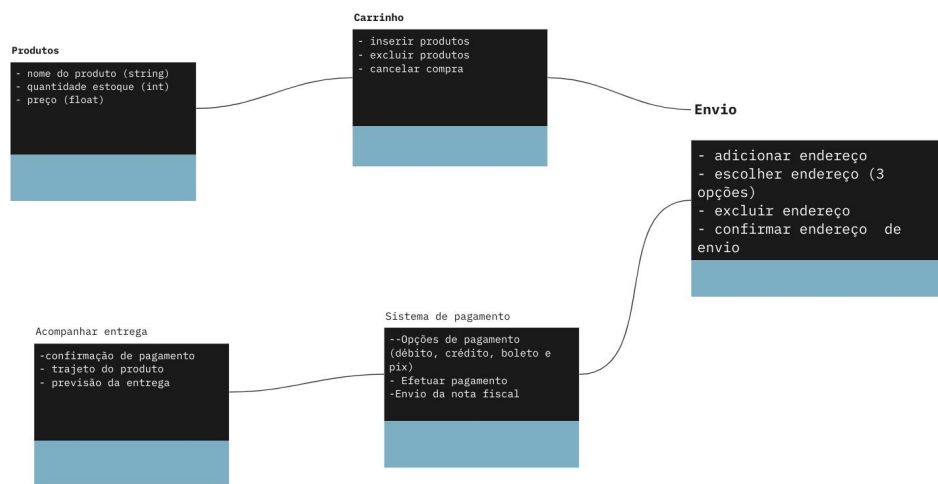 Produtos
- nome do produto (string)
- quantidade estoque (int)
- preço (float)
Carrinho
- inserir produtos
- excluir produtos
- cancelar compra
Envio
- adicionar endereço
- escolher endereço (3
opções)
- excluir endereço
- confirmar endereço  de
envio
Sistema de pagamento
--Opções de pagamento
(débito, crédito, boleto e
pix)
- Efetuar pagamento
-Envio da nota fiscal
Acompanhar entrega
-confirmação de pagamento
- trajeto do produto
- previsão da entrega